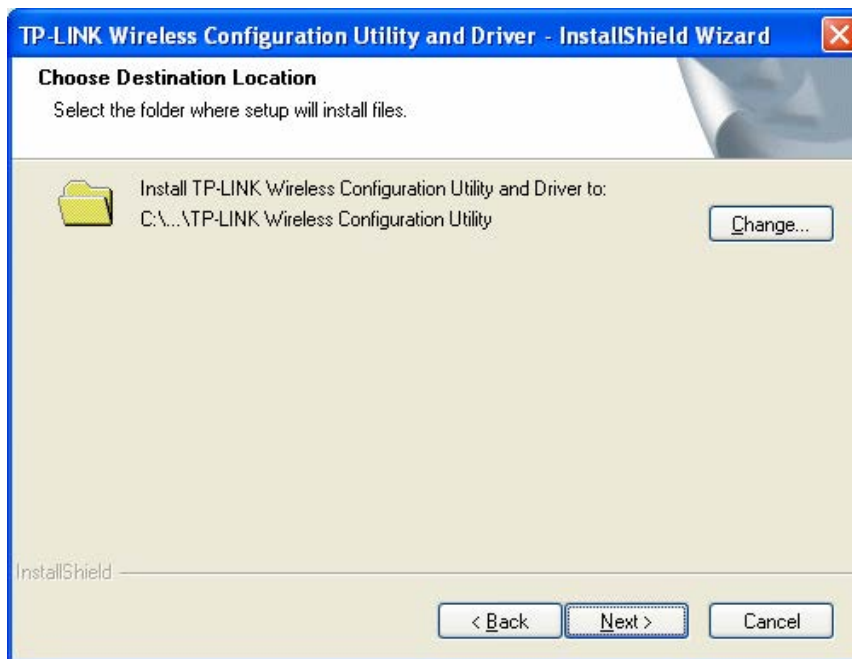 TP-LINK Wireless Configuration Utility and Driver - InstallShield Wizard
Choose Destination Location
Select the folder where setup will install files.
Install TP-LINK Wireless Configuration Utility and Driver to:
C:\...\TP-LINK Wireless Configuration Utility
Change...
InstallShield
< Back
Next >
Cancel